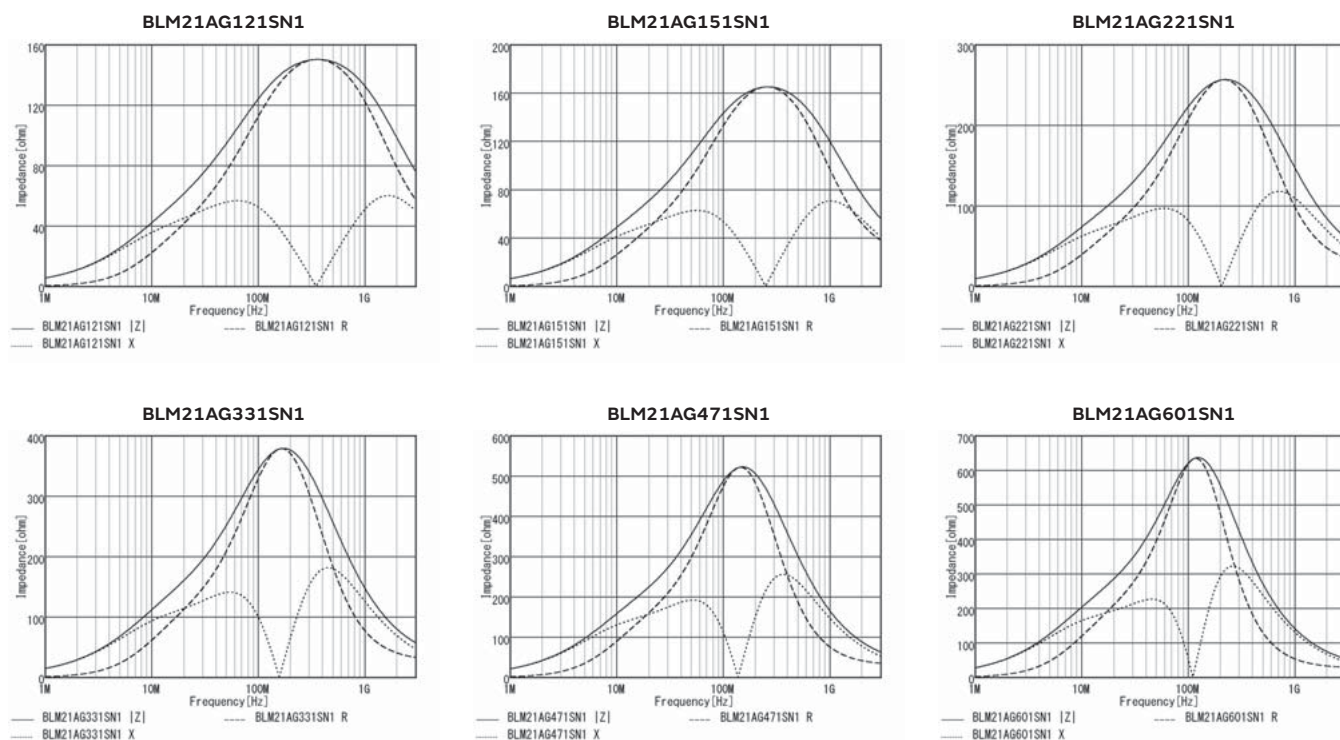 BLM21AG121SN1
160
120
80
40
0
Impedance[ohm]
1M
10M
100M
1G
Frequency[Hz]
BLM21AG121SN1 |Z|
BLM21AG121SN1 R
BLM21AG121SN1 X
BLM21AG151SN1
200
160
120
80
40
0
Impedance[ohm]
1M
10M
100M
1G
Frequency[Hz]
BLM21AG151SN1 |Z|
BLM21AG151SN1 R
BLM21AG151SN1 X
BLM21AG221SN1
300
200
100
0
Impedance[ohm]
1M
10M
100M
1G
Frequency[Hz]
BLM21AG221SN1 |Z|
BLM21AG221SN1 R
BLM21AG221SN1 X
BLM21AG331SN1
400
300
200
100
0
Impedance[ohm]
1M
10M
100M
1G
Frequency[Hz]
BLM21AG331SN1 |Z|
BLM21AG331SN1 R
BLM21AG331SN1 X
BLM21AG471SN1
600
500
400
300
200
100
0
Impedance[ohm]
1M
10M
100M
1G
Frequency[Hz]
BLM21AG471SN1 |Z|
BLM21AG471SN1 R
BLM21AG471SN1 X
BLM21AG601SN1
700
600
500
400
300
200
100
0
Impedance[ohm]
1M
10M
100M
1G
Frequency[Hz]
BLM21AG601SN1 |Z|
BLM21AG601SN1 R
BLM21AG601SN1 X